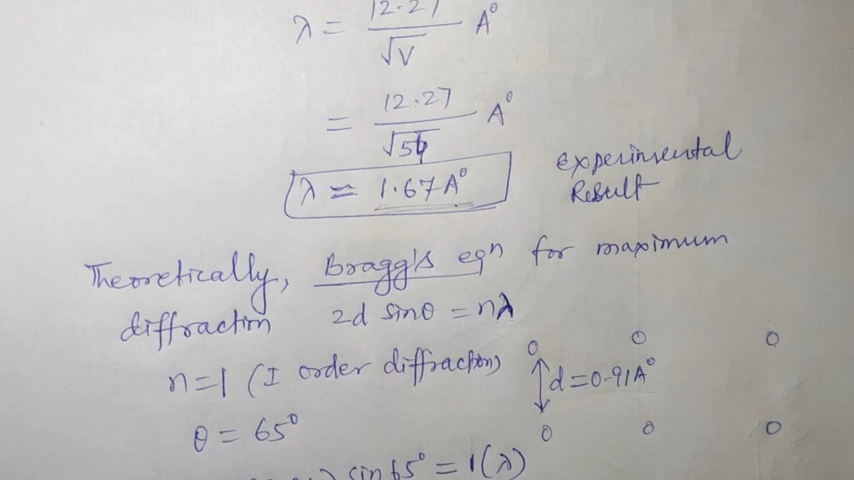 λ = 12.27 / √V A°
= 12.27 / √54 A°
λ = 1.67A° Experimental Result
Theoretically, Bragg's eqn for maximum
diffraction 2d sinθ = nλ
n=1 (I order diffraction) d=0.91A°
θ = 65°
sin65° = 1(λ)